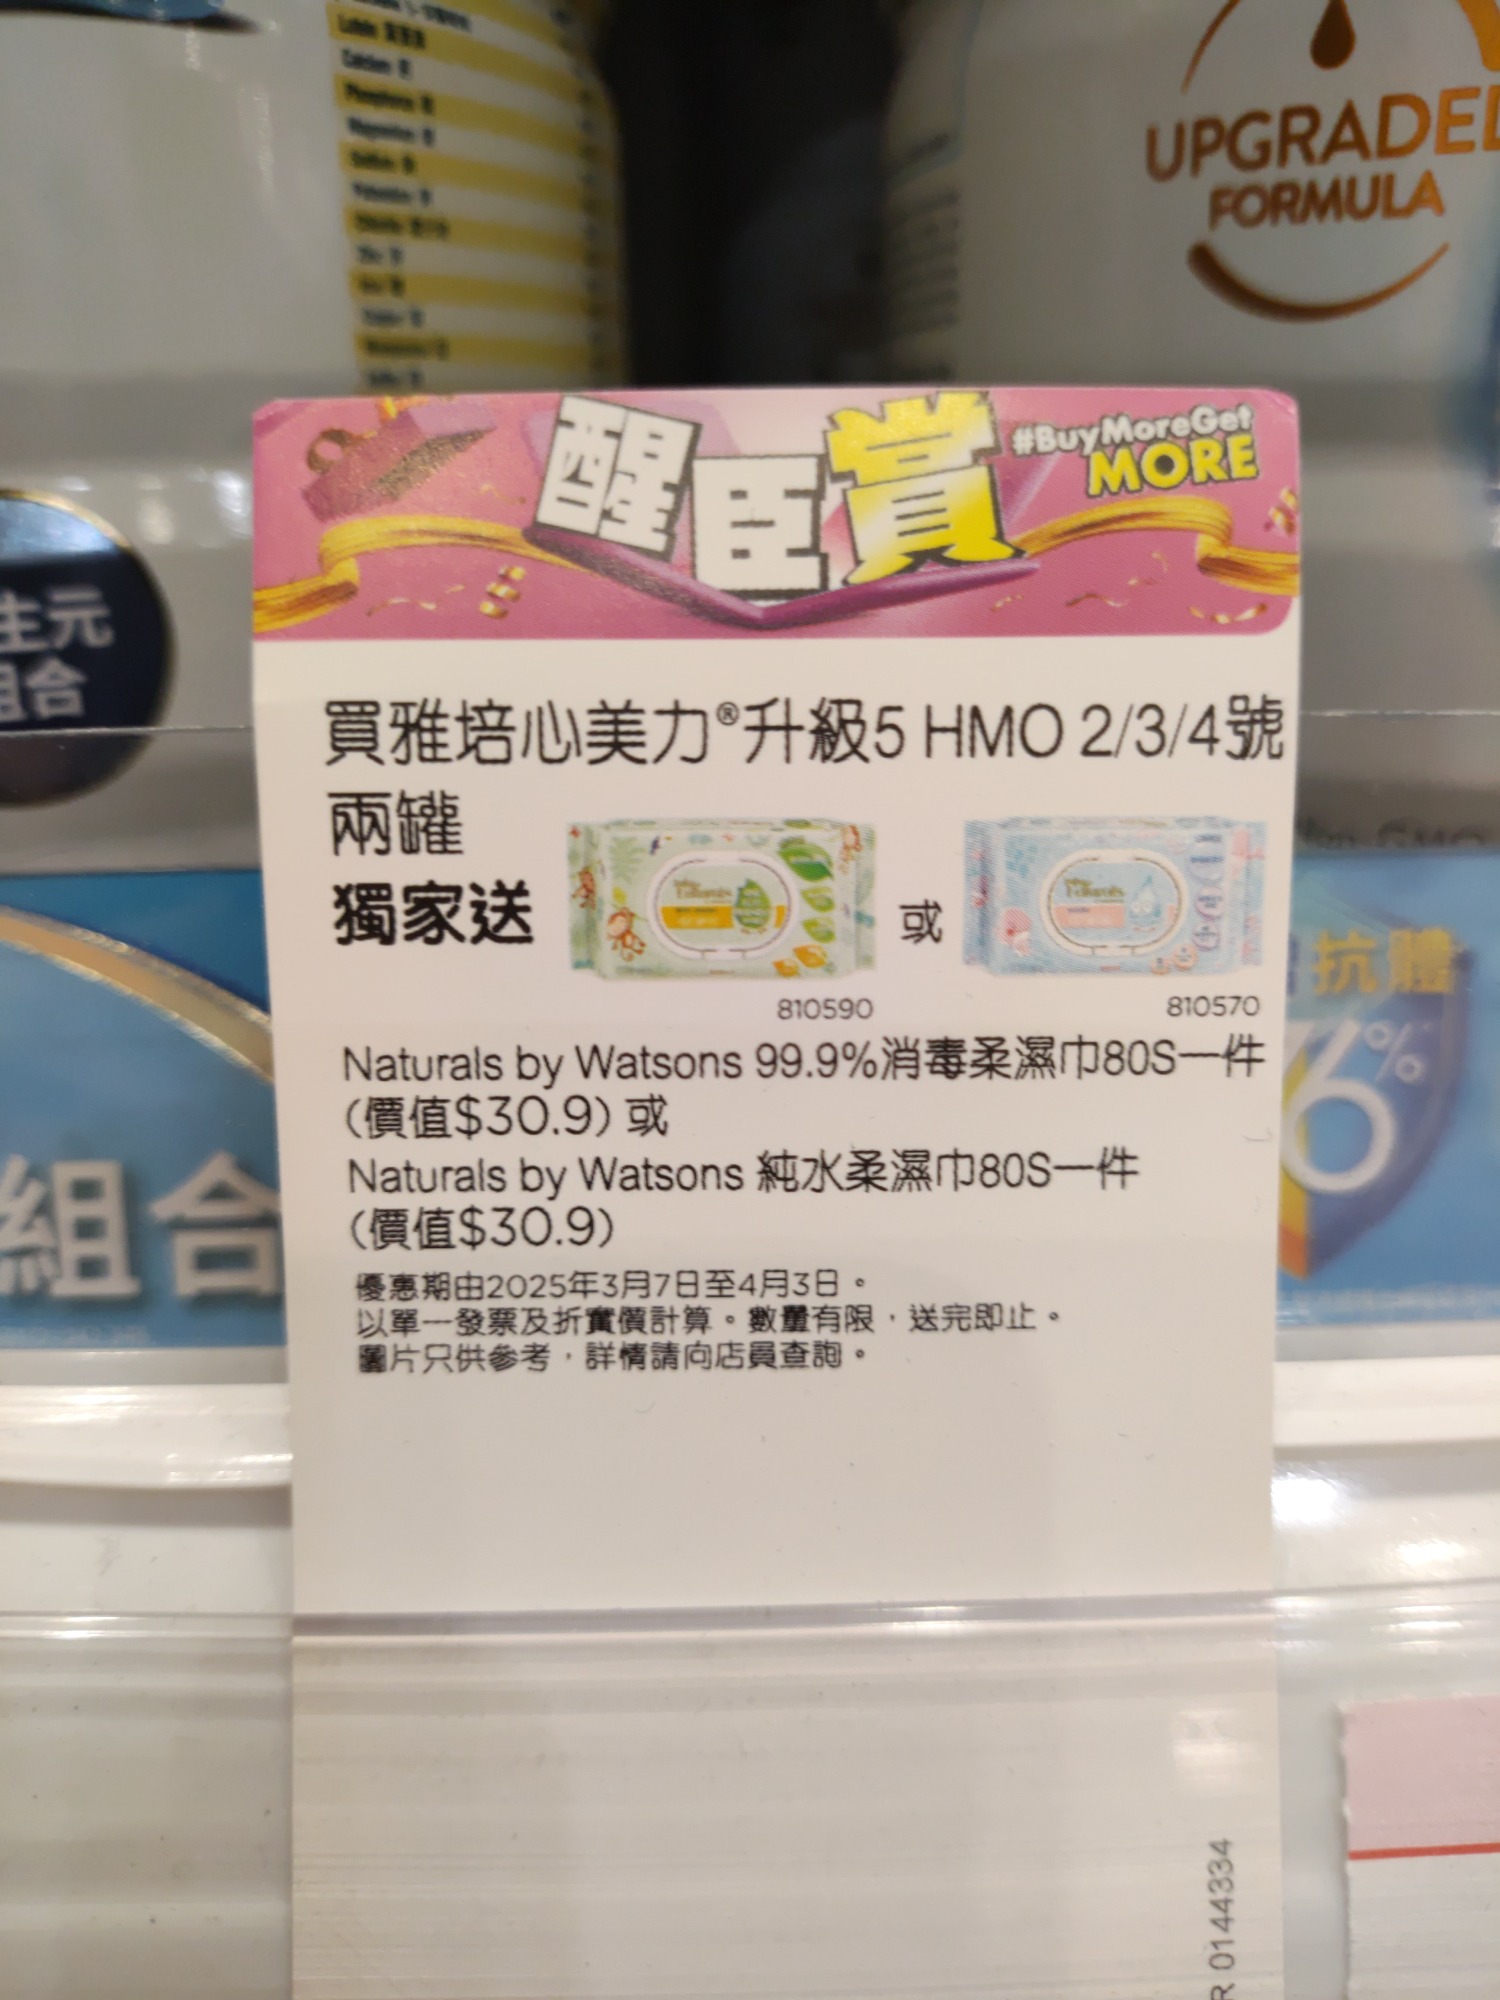 UPGRADED
FORMULA
生元
組合
醒臣賞
#BuyMoreGet
MORE
買雅培心美力®升級5 HMO 2/3/4號
兩罐
獨家送
或
810590
810570
Naturals by Watsons 99.9%消毒柔濕巾80S一件
(價值$30.9) 或
Naturals by Watsons 純水柔濕巾80S一件
(價值$30.9)
優惠期由2025年3月7日至4月3日。
以單一發票及折實價計算。數量有限，送完即止。
圖片只供參考，詳情請向店員查詢。
抗體
6%
組合
R 0144334